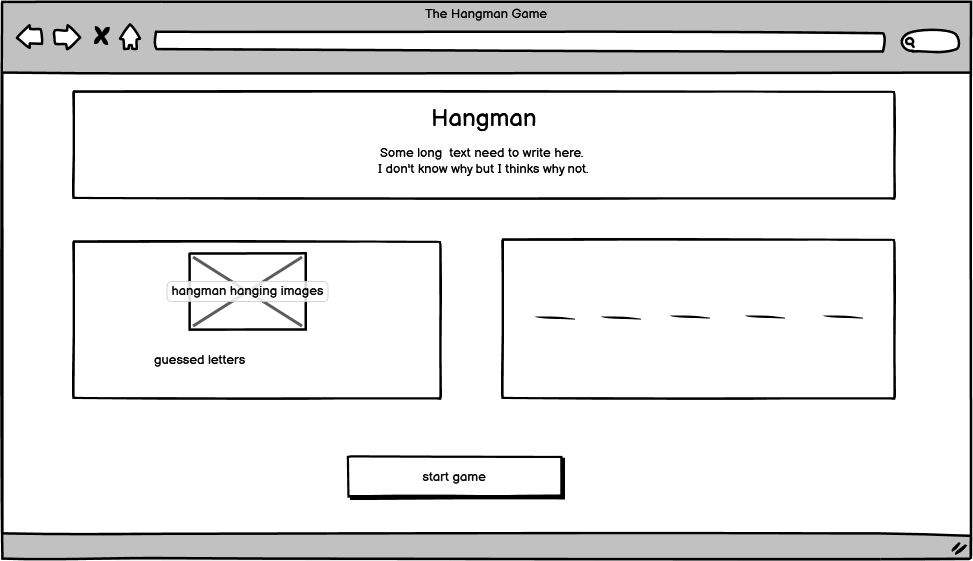 The Hangman Game
Hangman
Some long  text need to write here.
I don't know why but I thinks why not.
hangman hanging images
guessed letters
start game